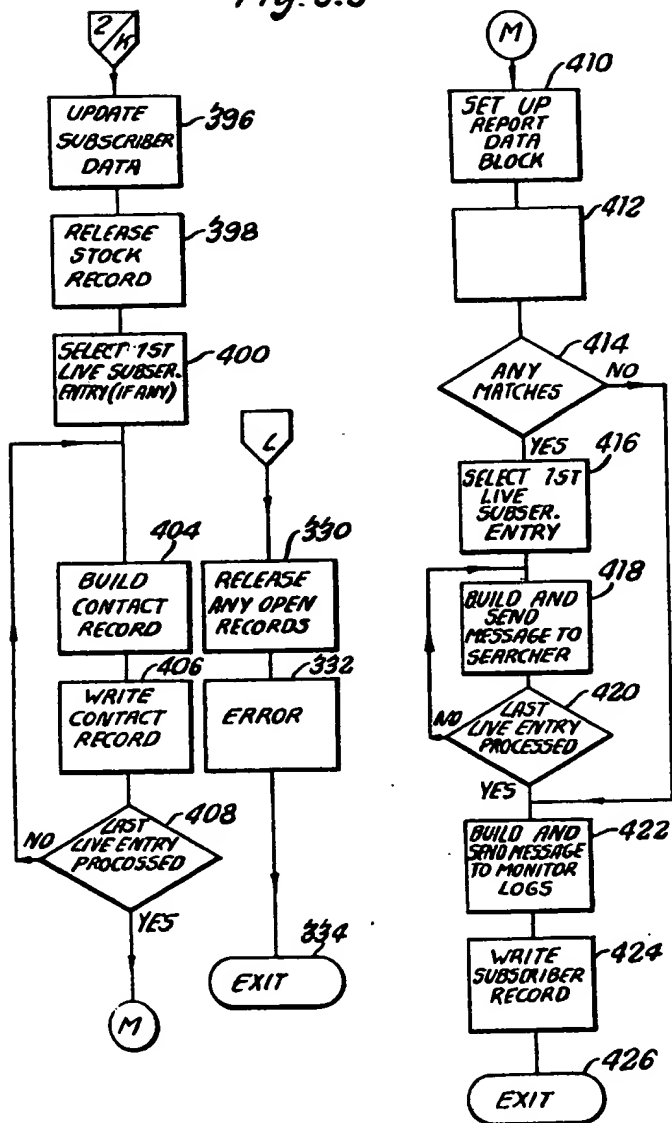 Fig.
2/K
UPDATE
SUBSCRIBER
DATA
396
RELEASE
STOCK
RECORD
398
SELECT 1ST
LIVE SUBSER.
ENTRY (IF ANY)
400
404
BUILD
CONTACT
RECORD
406
WRITE
CONTACT
RECORD
408
LAST
LIVE ENTRY
PROCOSSED
NO
YES
M
L
330
RELEASE
ANY OPEN
RECORDS
332
ERROR
334
EXIT
M
410
SET UP
REPORT
DATA
BLOCK
412
414
ANY
MATCHES
NO
YES
416
SELECT 1ST
LIVE
SUBSER.
ENTRY
418
BUILD AND
SEND
MESSAGE TO
SEARCHER
420
LAST
LIVE ENTRY
PROCESSED
NO
YES
BUILD AND
SEND MESSAGE
TO MONITOR
LOGS
422
WRITE
SUBSCRIBER
RECORD
424
426
EXIT